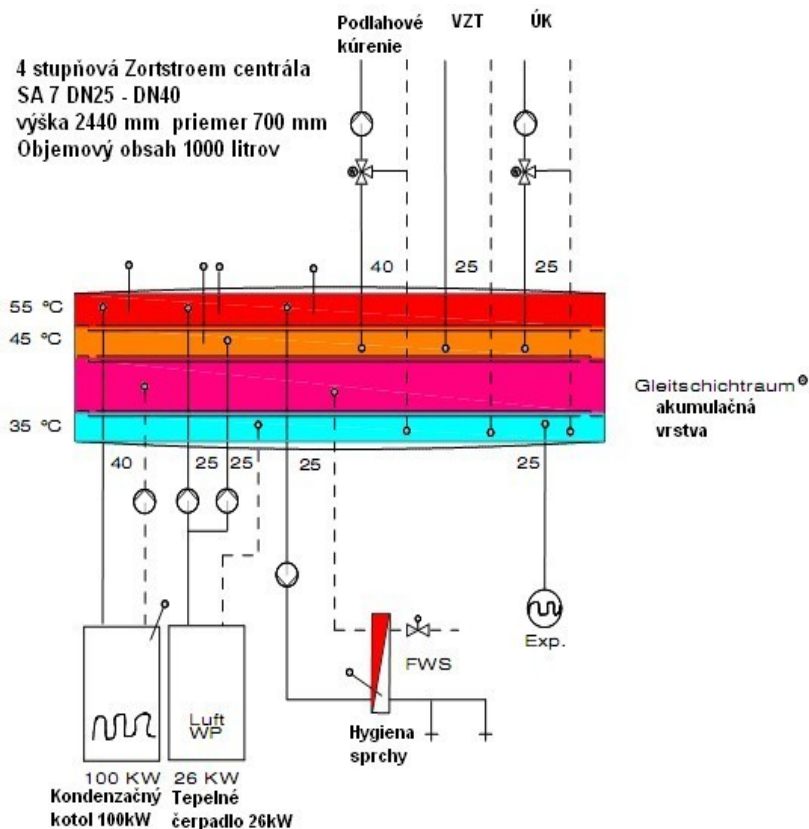 Podlahové kúrenie
VZT
ÚK
4 stupňová Zortstroem centrála
SA 7 DN25 - DN40
výška 2440 mm priemer 700 mm
Objemový obsah 1000 litrov
40
25
25
55 °C
45 °C
35 °C
Gleitschichtraum
akumulačná
vrstva
40
25
25
25
25
Exp.
FWS
Luft
WP
Hygiena
sprchy
100 KW
26 KW
Kondenzačný
kotol 100kW
Tepelné
čerpadlo 26kW